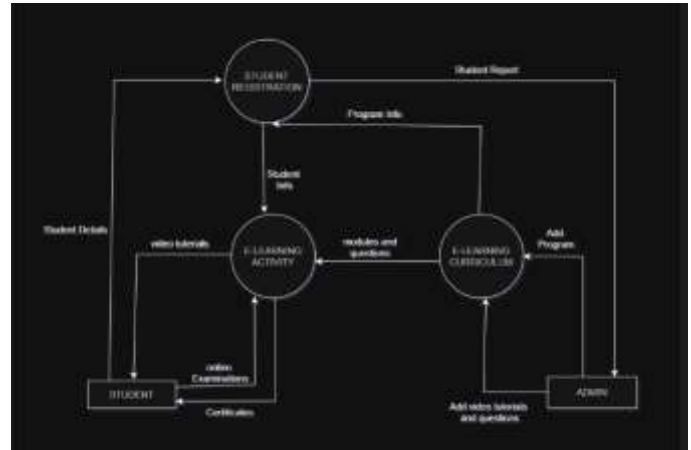 STUDENT
REGISTRATION
Student Report
Program Info
Student
Info
Student Details
video tutorials
E-LEARNING
ACTIVITY
modules and
questions
E-LEARNING
CURRICULUM
Add
Program
online
Examinations
STUDENT
Certificates
Add video tutorials
and questions
ADMIN